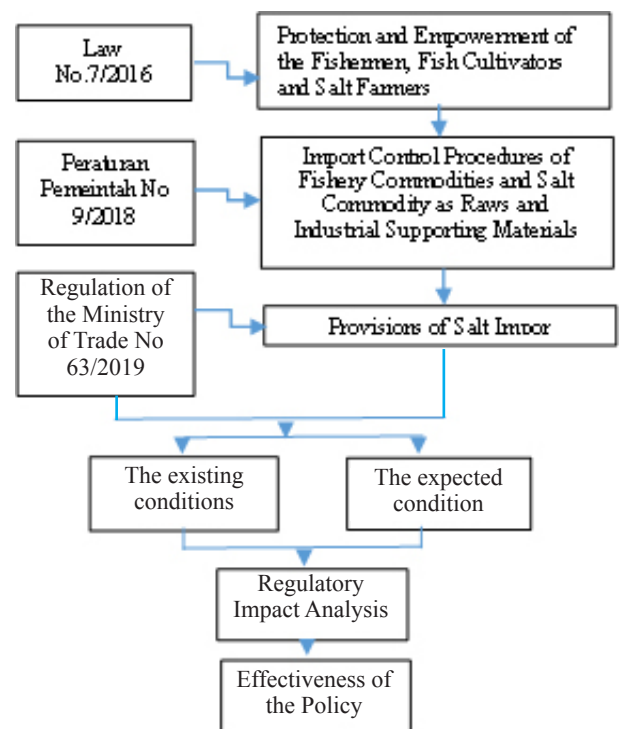 Law
No.7/2016
Protection and Empowerment of
the Fishermen, Fish Cultivators
and Salt Farmers
Peraturan
Pemeintah No
9/2018
Import Control Procedures of
Fishery Commodities and Salt
Commodity as Raws and
Industrial Supporting Materials
Regulation of
the Ministry
of Trade No
63/2019
Provisions of Salt Impor
The existing
conditions
The expected
condition
Regulatory
Impact Analysis
Effectiveness of
the Policy